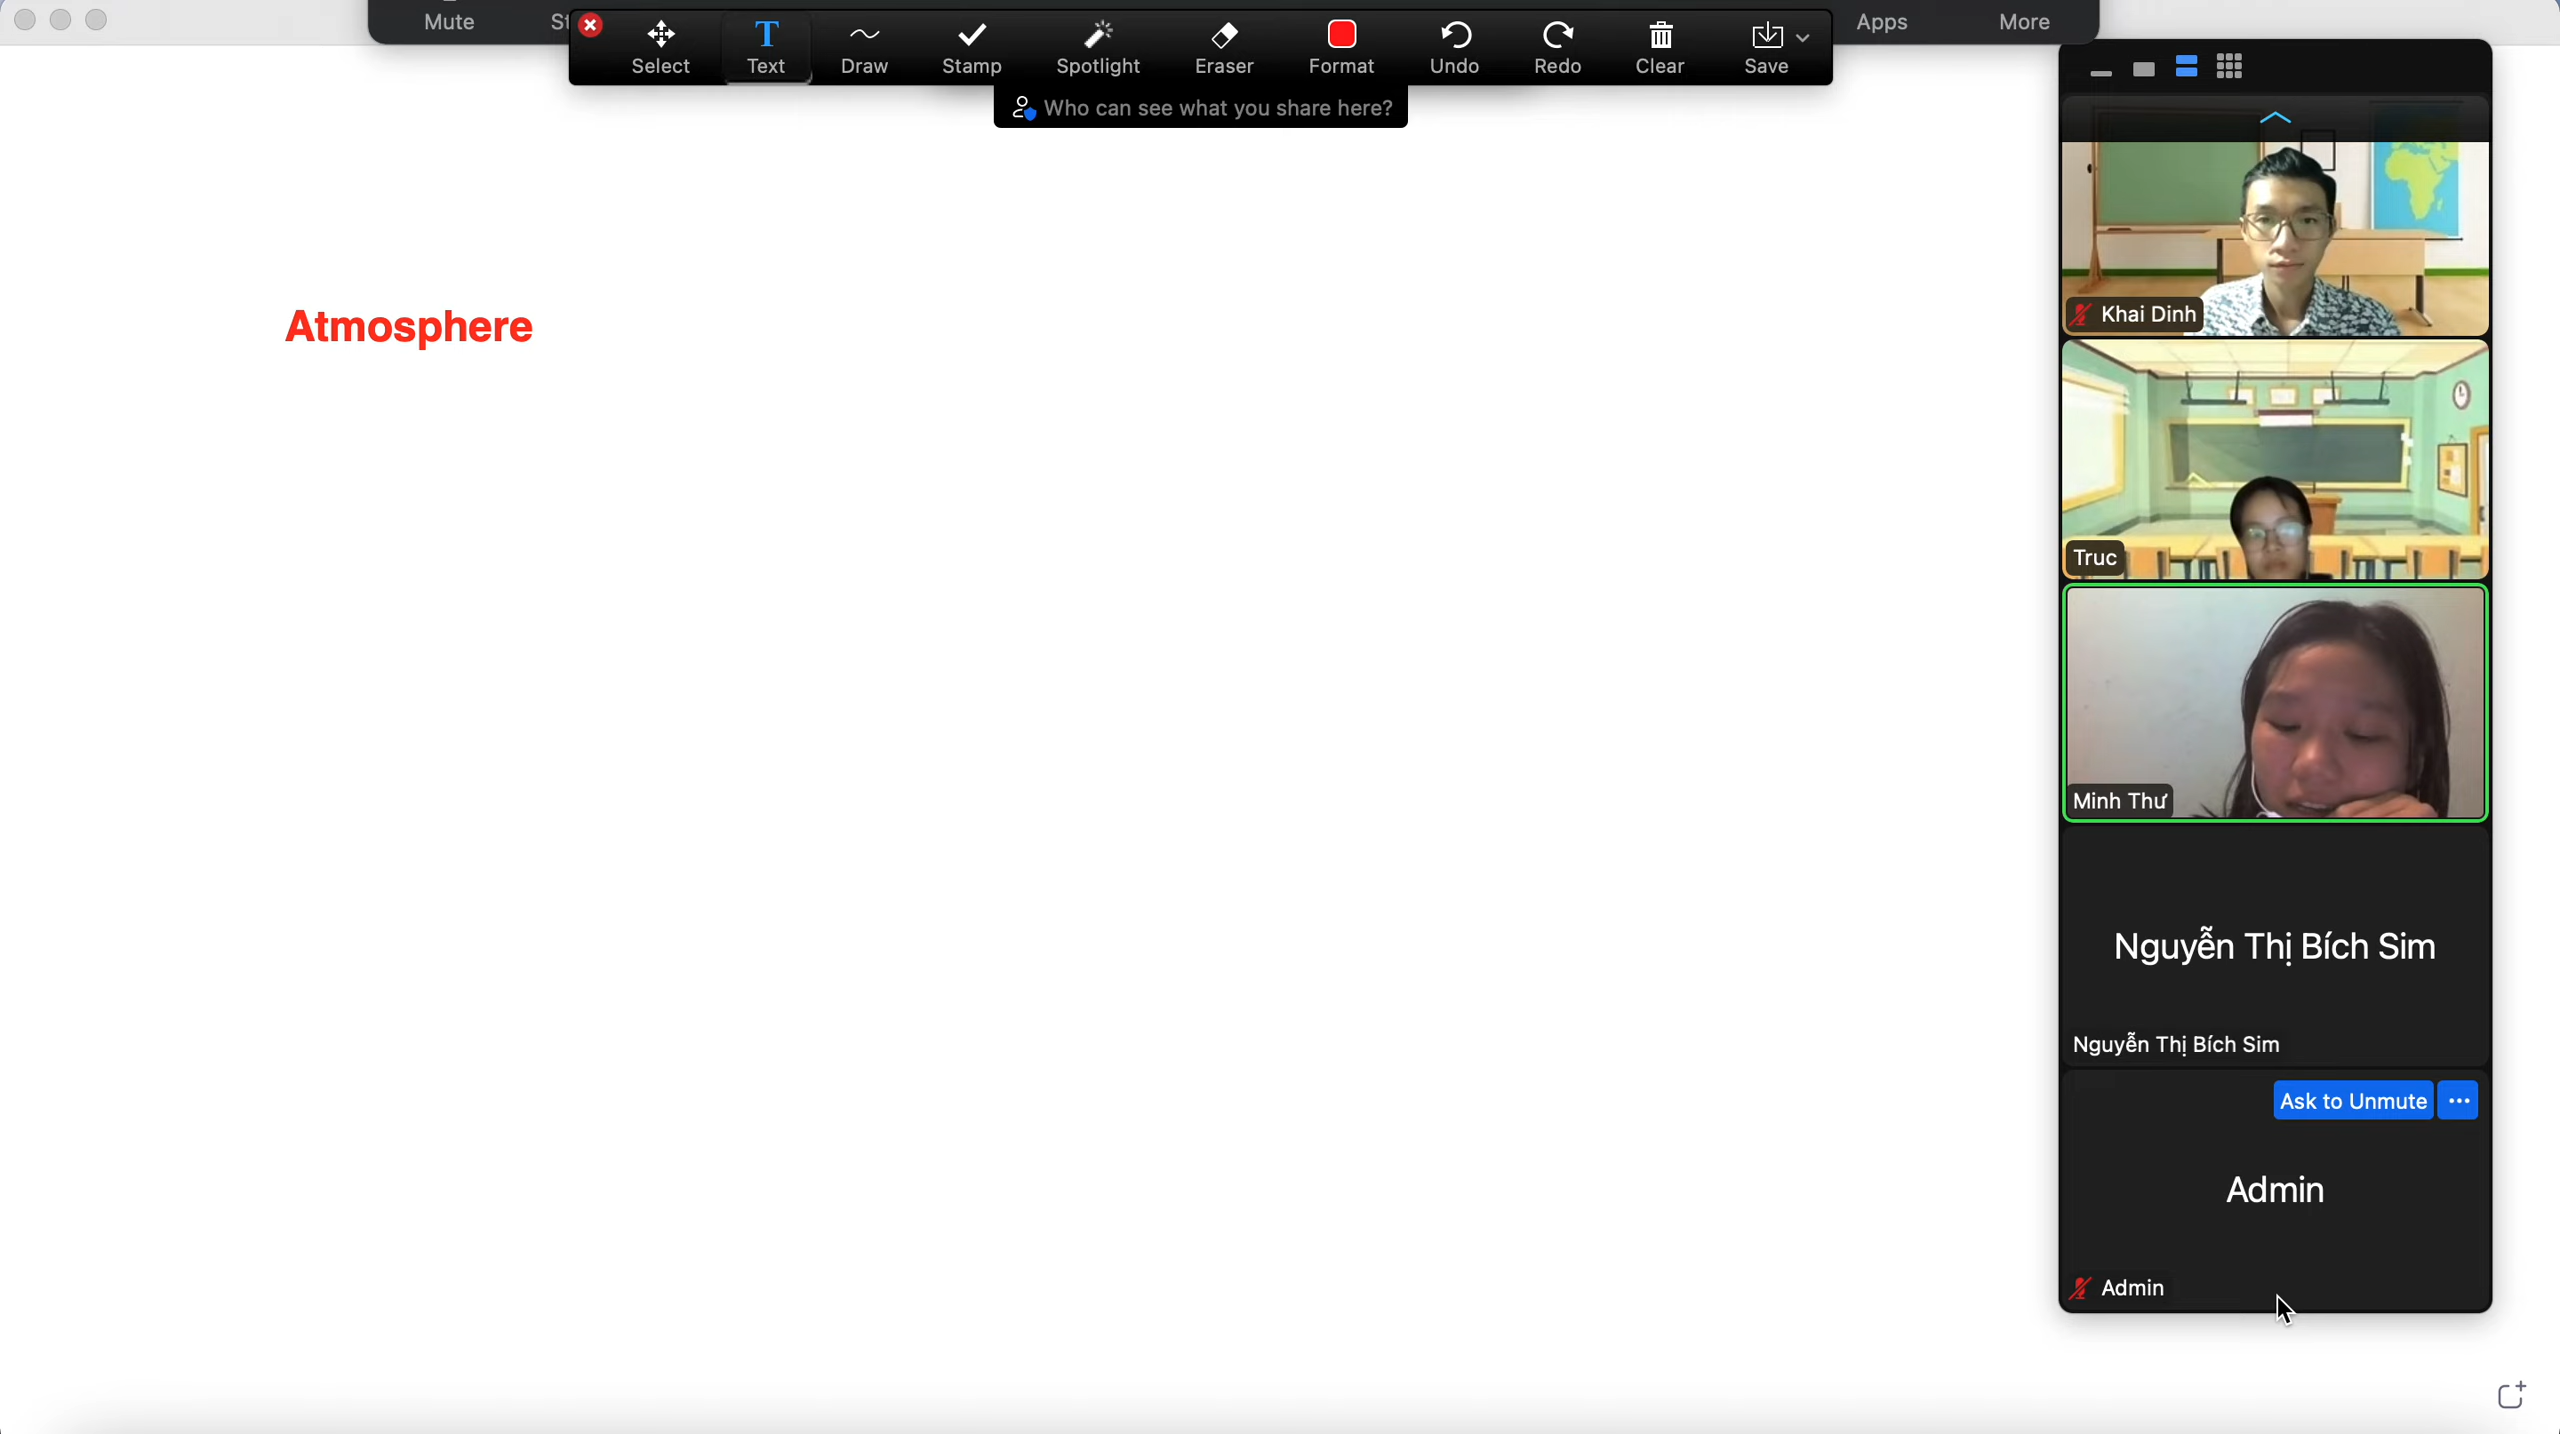 Mute
St
Select
Text
Draw
Stamp
Spotlight
Eraser
Format
Undo
Redo
Clear
Save
Apps
More
Who can see what you share here?
Atmosphere
Khai Dinh
Truc
Minh Thư
Nguyễn Thị Bích Sim
Nguyễn Thị Bích Sim
Ask to Unmute
Admin
Admin